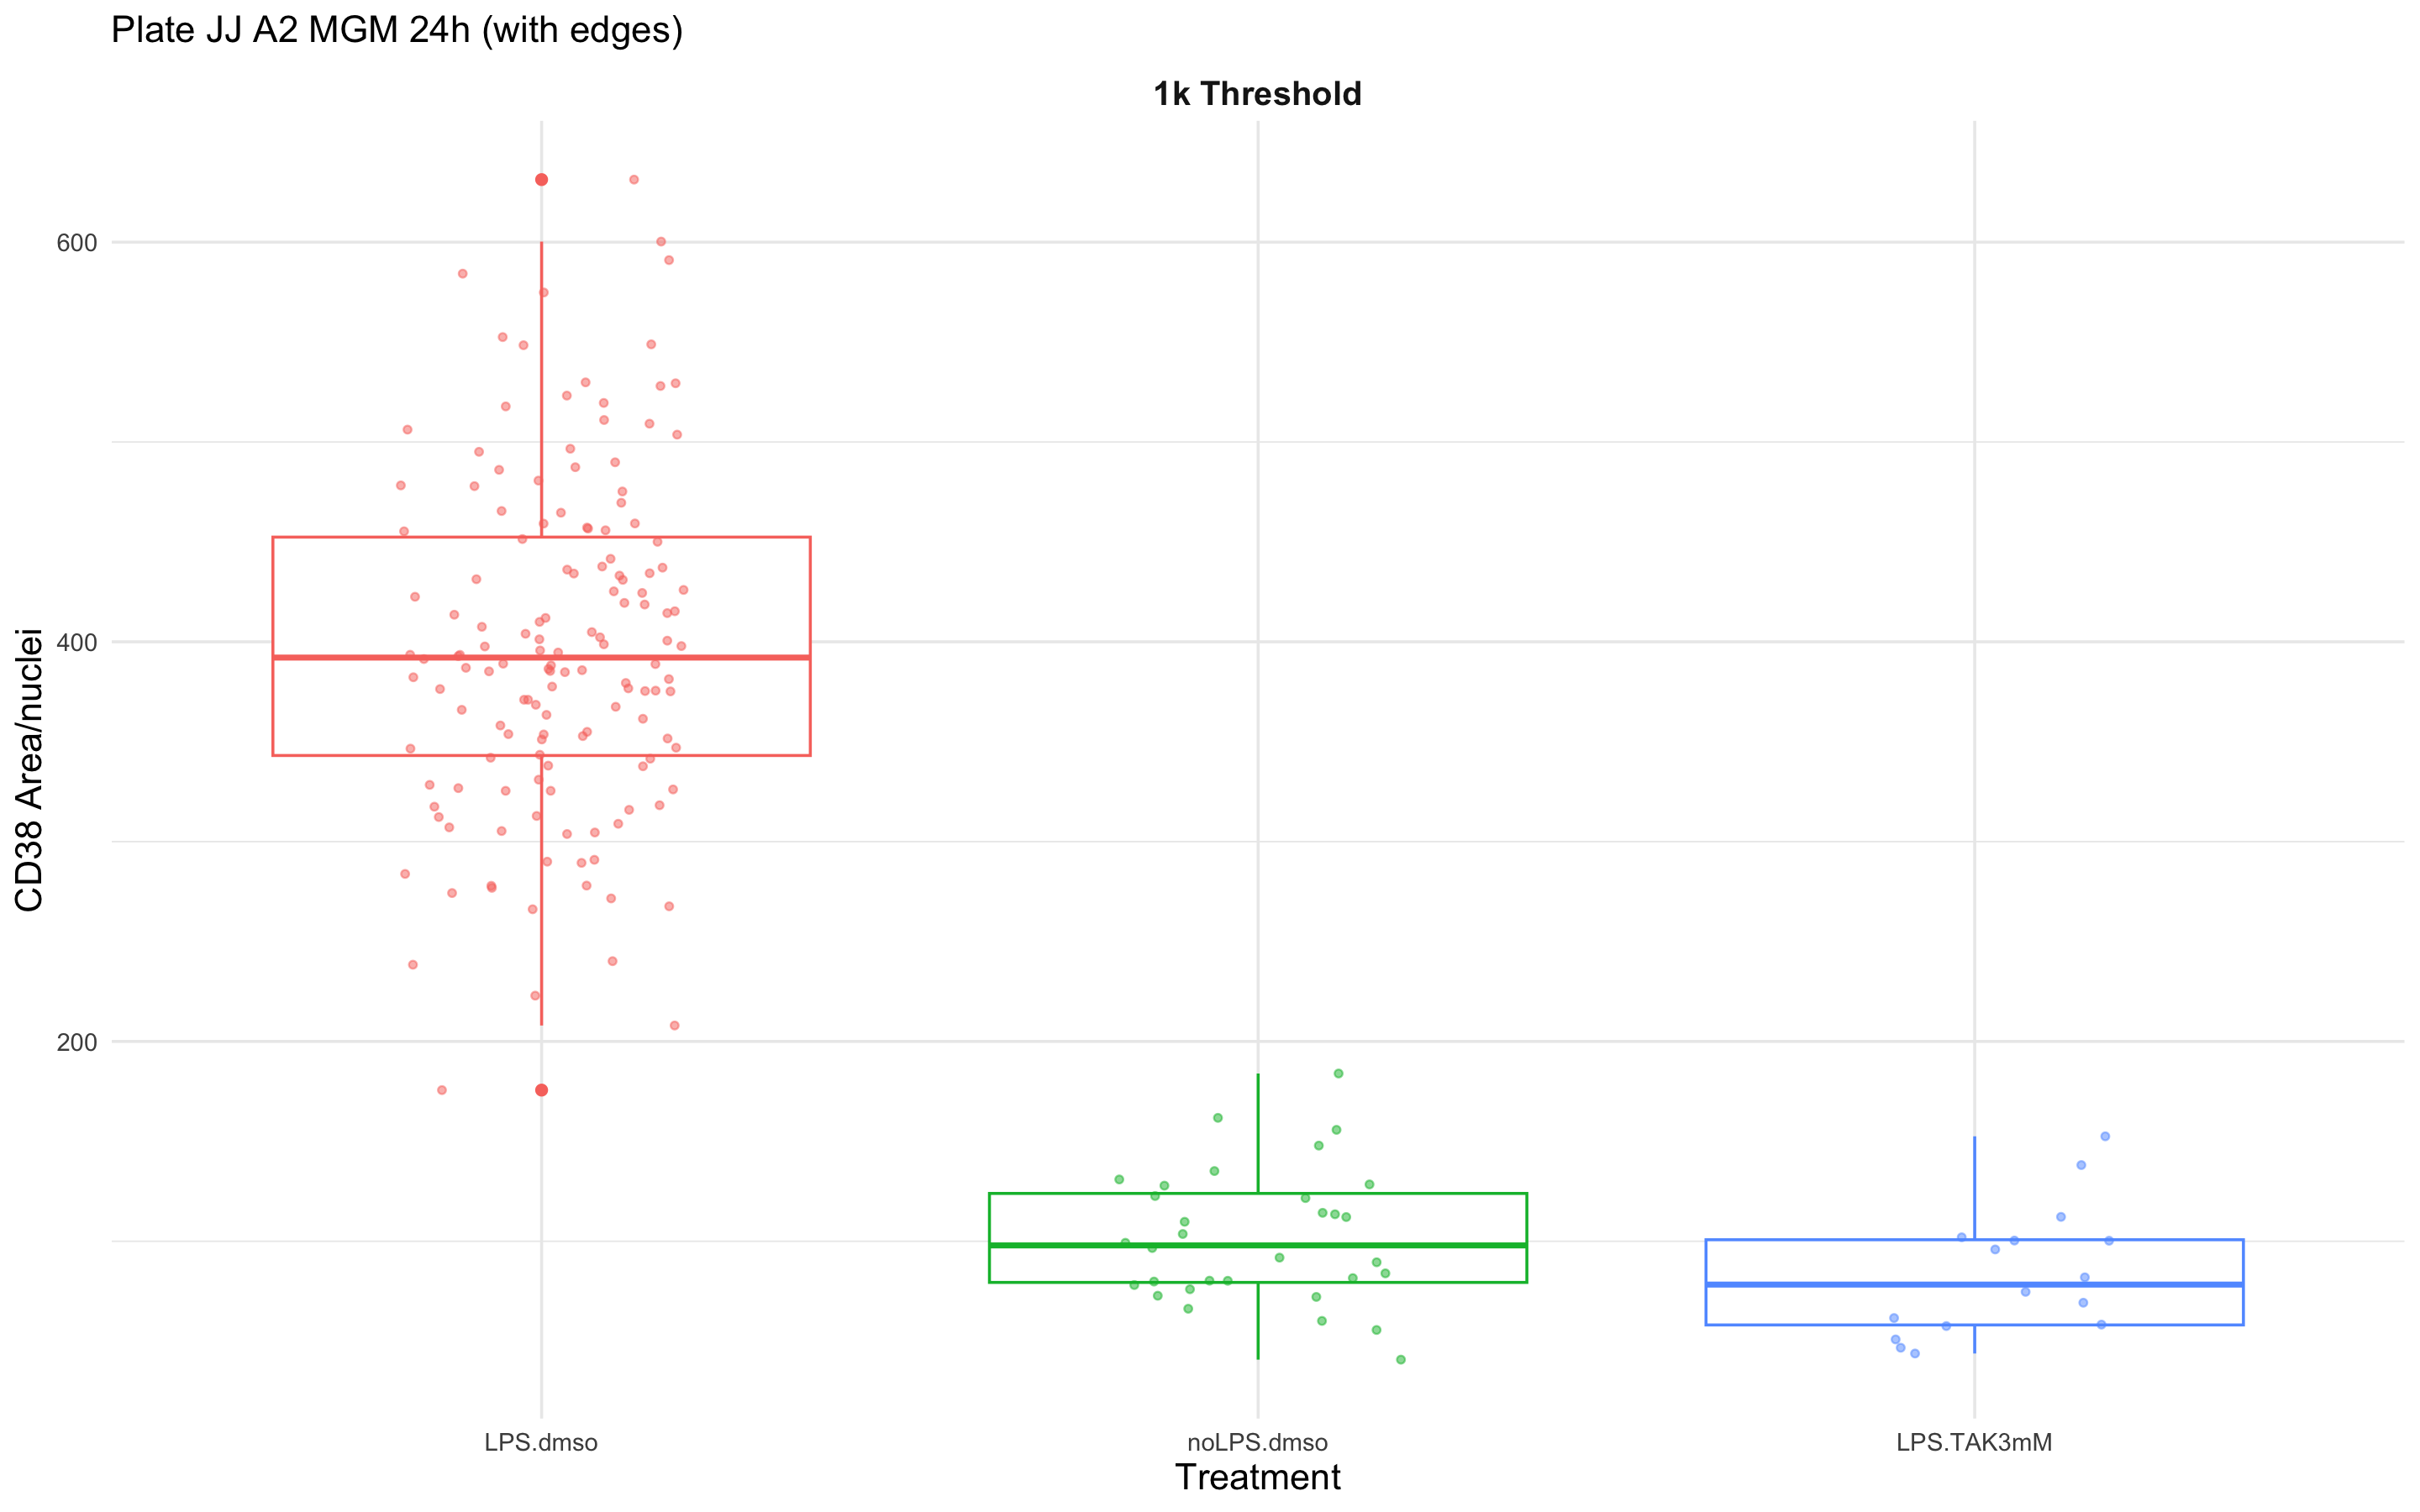 Plate JJ A2 MGM 24h (with edges)
1k Threshold
CD38 Area/nuclei
600
400
200
LPS.dmso
noLPS.dmso
LPS.TAK3mM
Treatment